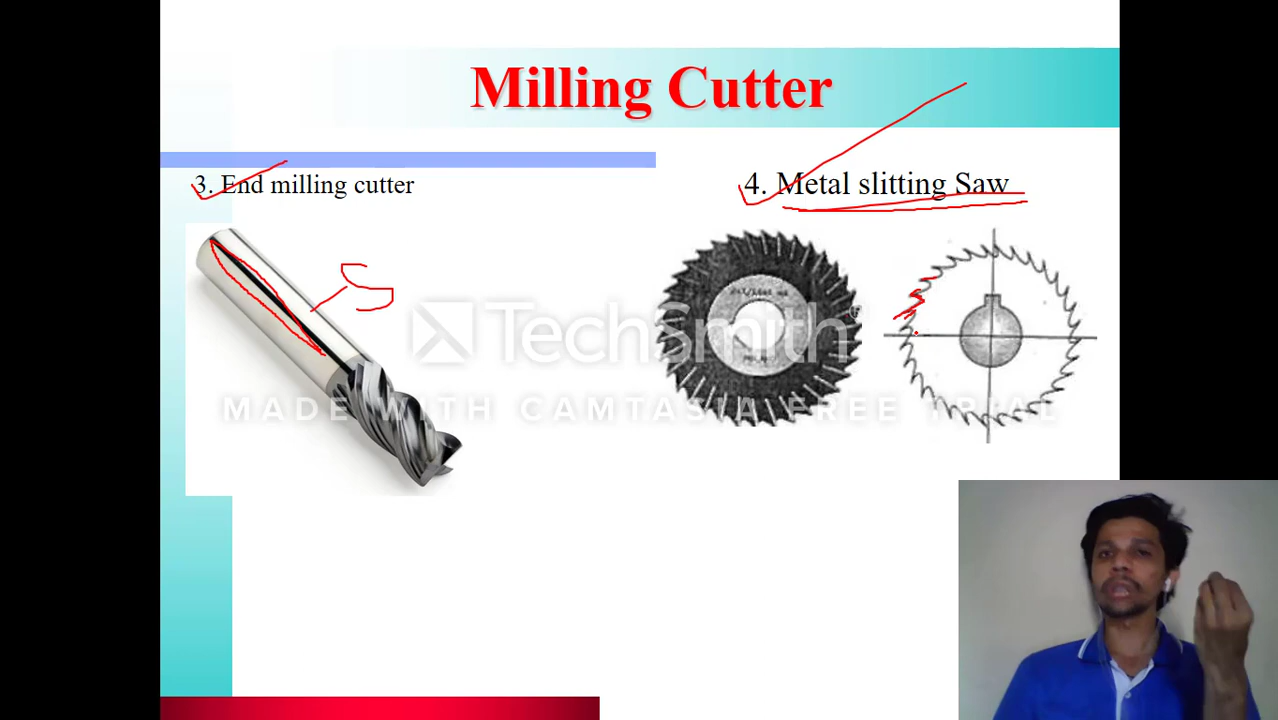 Milling Cutter
3. End milling cutter
4. Metal slitting Saw
S
TechSmith®
MADE WITH CAMTASIA FREE TRIAL